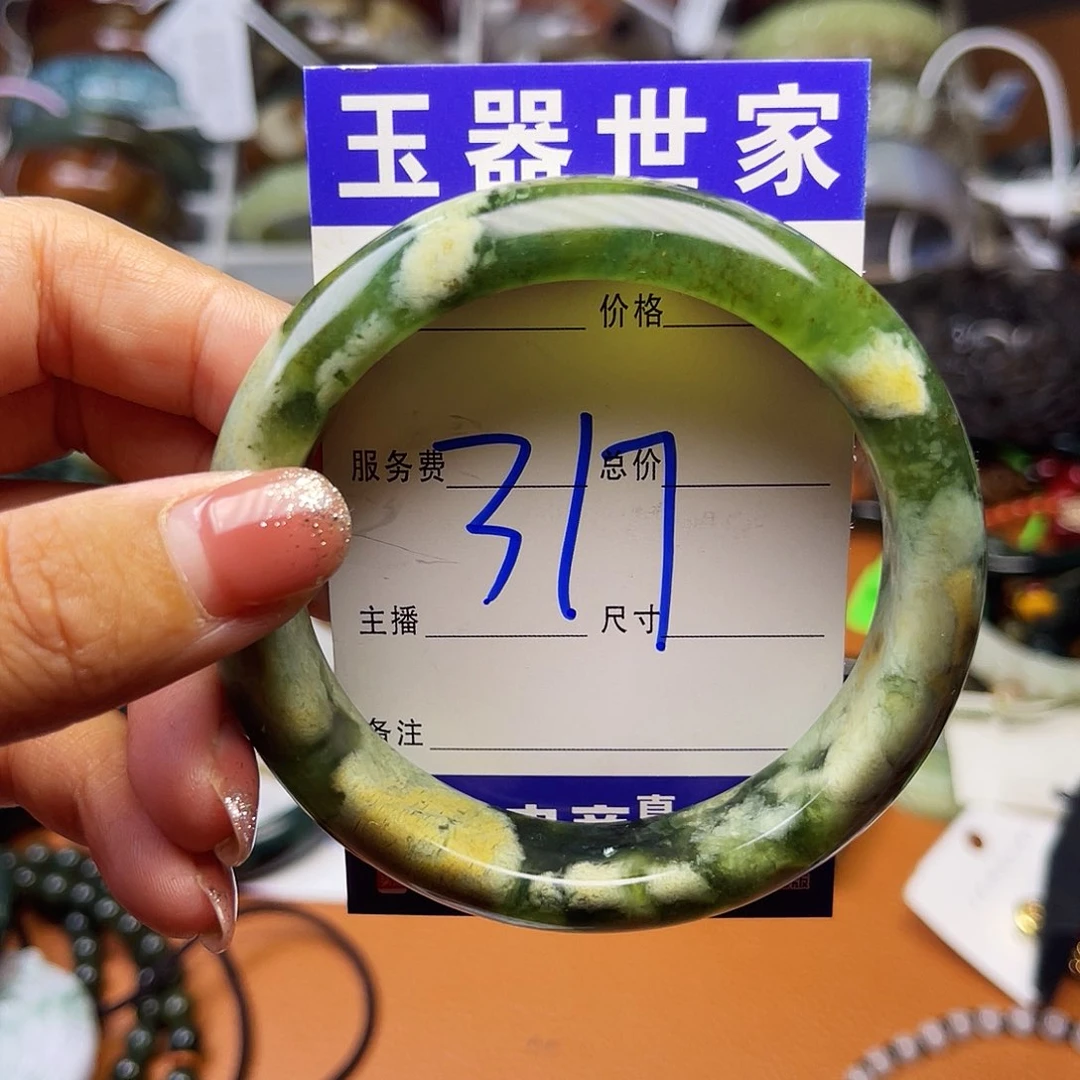 玉器世家
价格
服务费 总价
317
主播 尺寸
备注